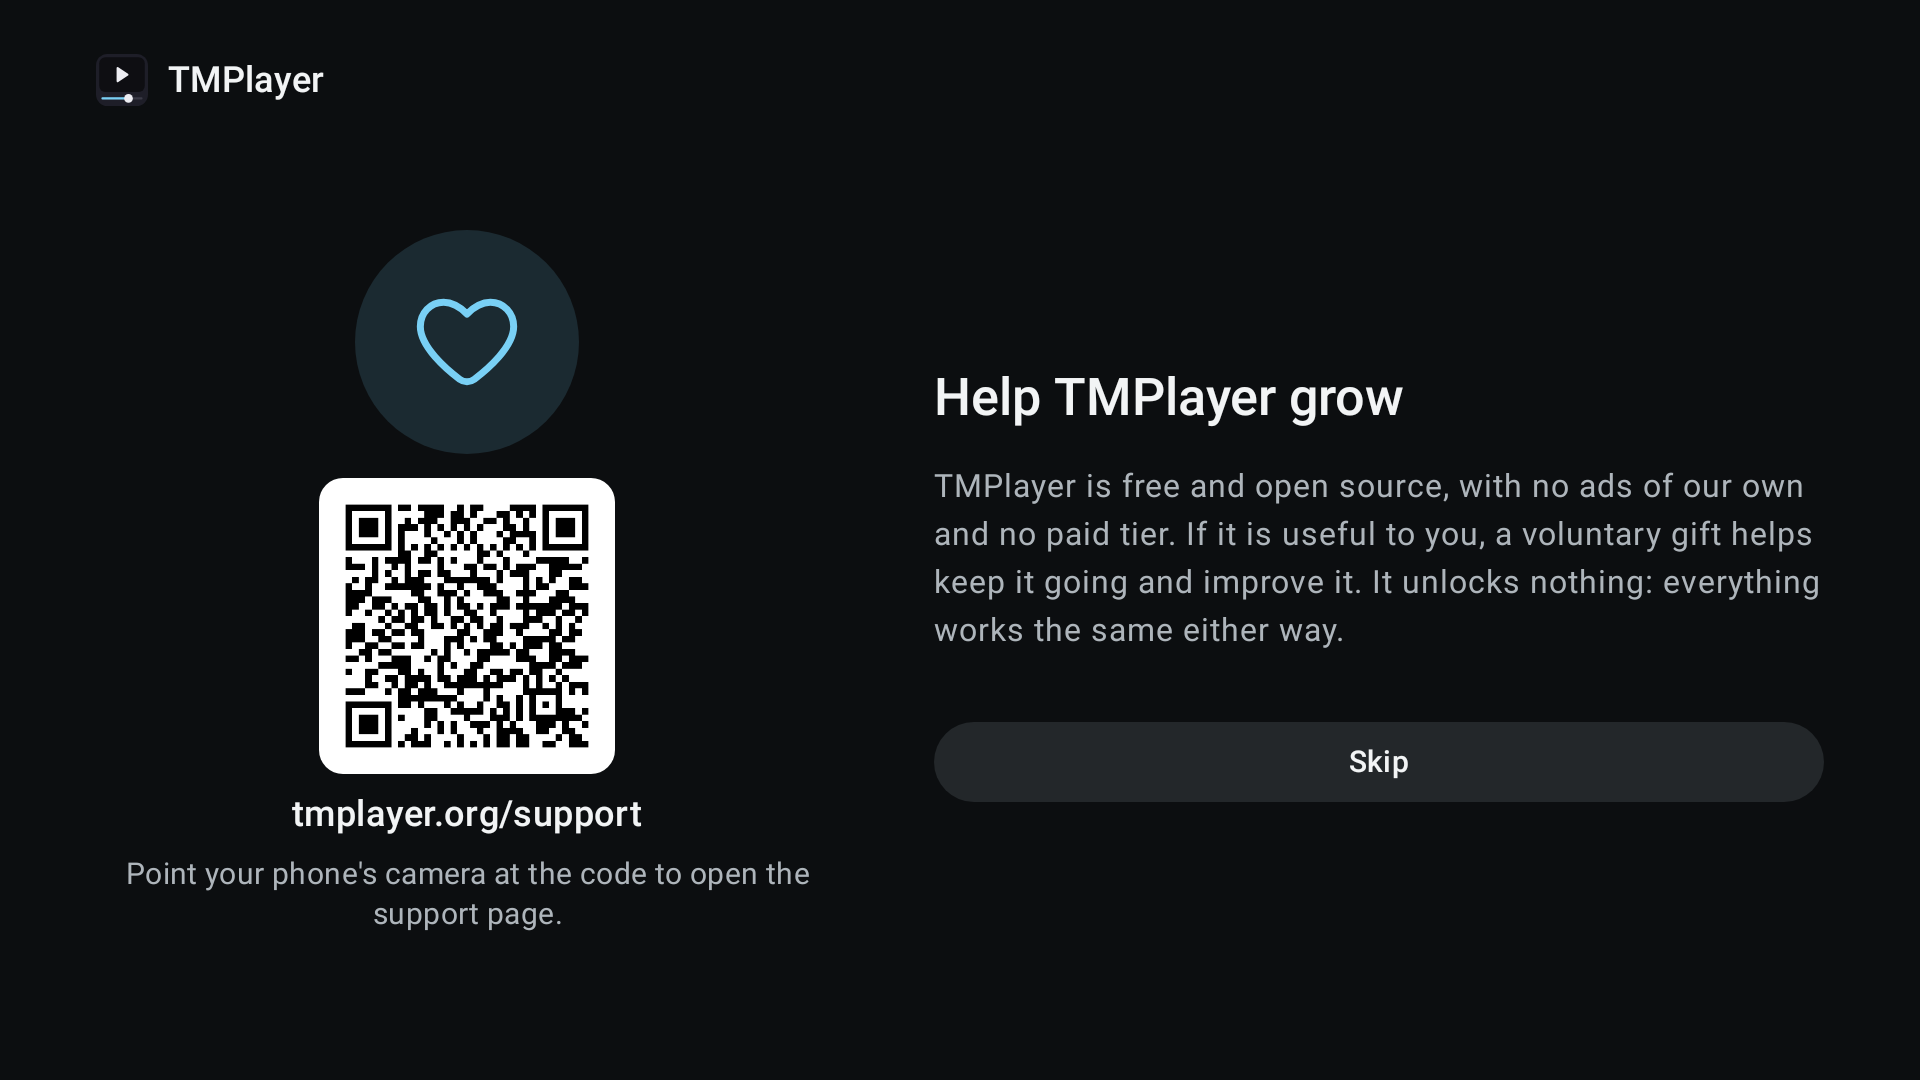 TMPlayer
tmplayer.org/support
Point your phone's camera at the code to open the
support page.
Help TMPlayer grow
TMPlayer is free and open source, with no ads of our own
and no paid tier. If it is useful to you, a voluntary gift helps
keep it going and improve it. It unlocks nothing: everything
works the same either way.
Skip